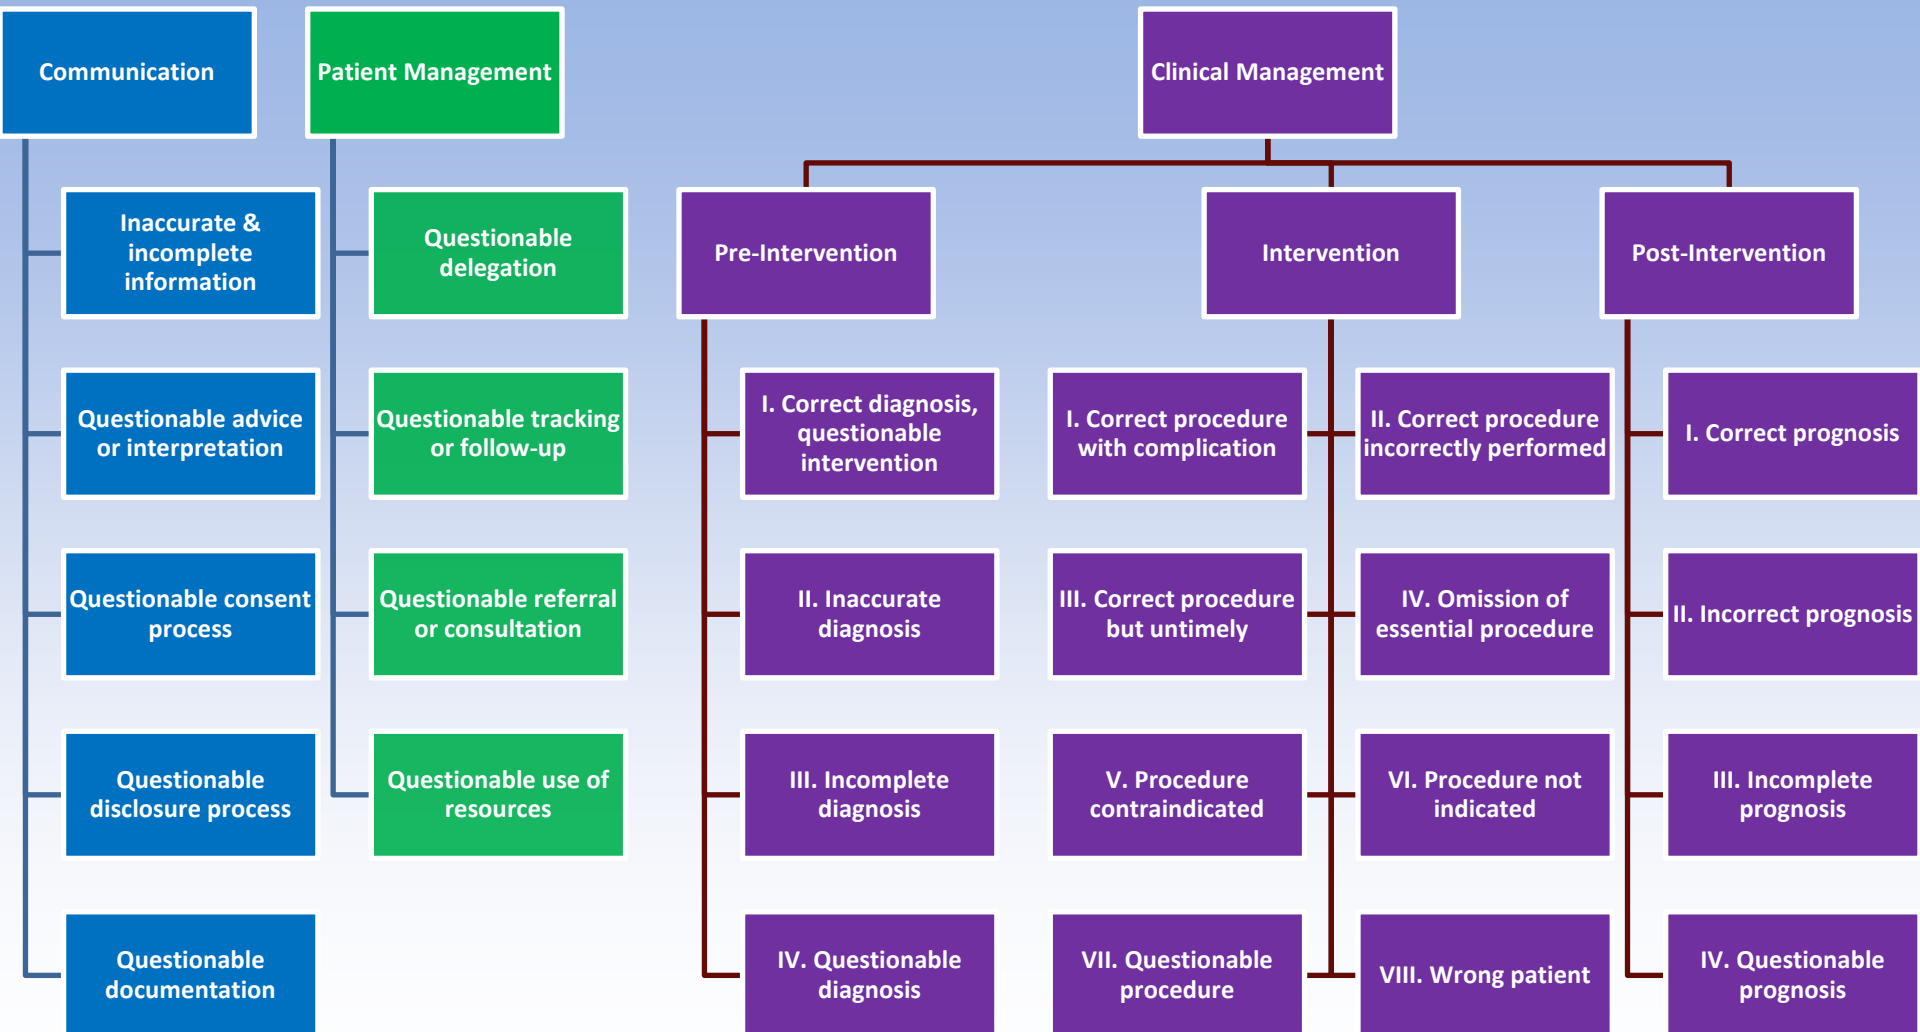 Communication
Inaccurate &
incomplete
information
Questionable advice
or interpretation
Questionable consent
process
Questionable
disclosure process
Questionable
documentation
Patient Management
Questionable
delegation
Questionable tracking
or follow-up
Questionable referral
or consultation
Questionable use of
resources
Clinical Management
Pre-Intervention
I. Correct diagnosis,
questionable
intervention
II. Inaccurate
diagnosis
III. Incomplete
diagnosis
IV. Questionable
diagnosis
Intervention
I. Correct procedure
with complication
II. Correct procedure
incorrectly performed
III. Correct procedure
but untimely
IV. Omission of
essential procedure
V. Procedure
contraindicated
VI. Procedure not
indicated
VII. Questionable
procedure
VIII. Wrong patient
Post-Intervention
I. Correct prognosis
II. Incorrect prognosis
III. Incomplete
prognosis
IV. Questionable
prognosis